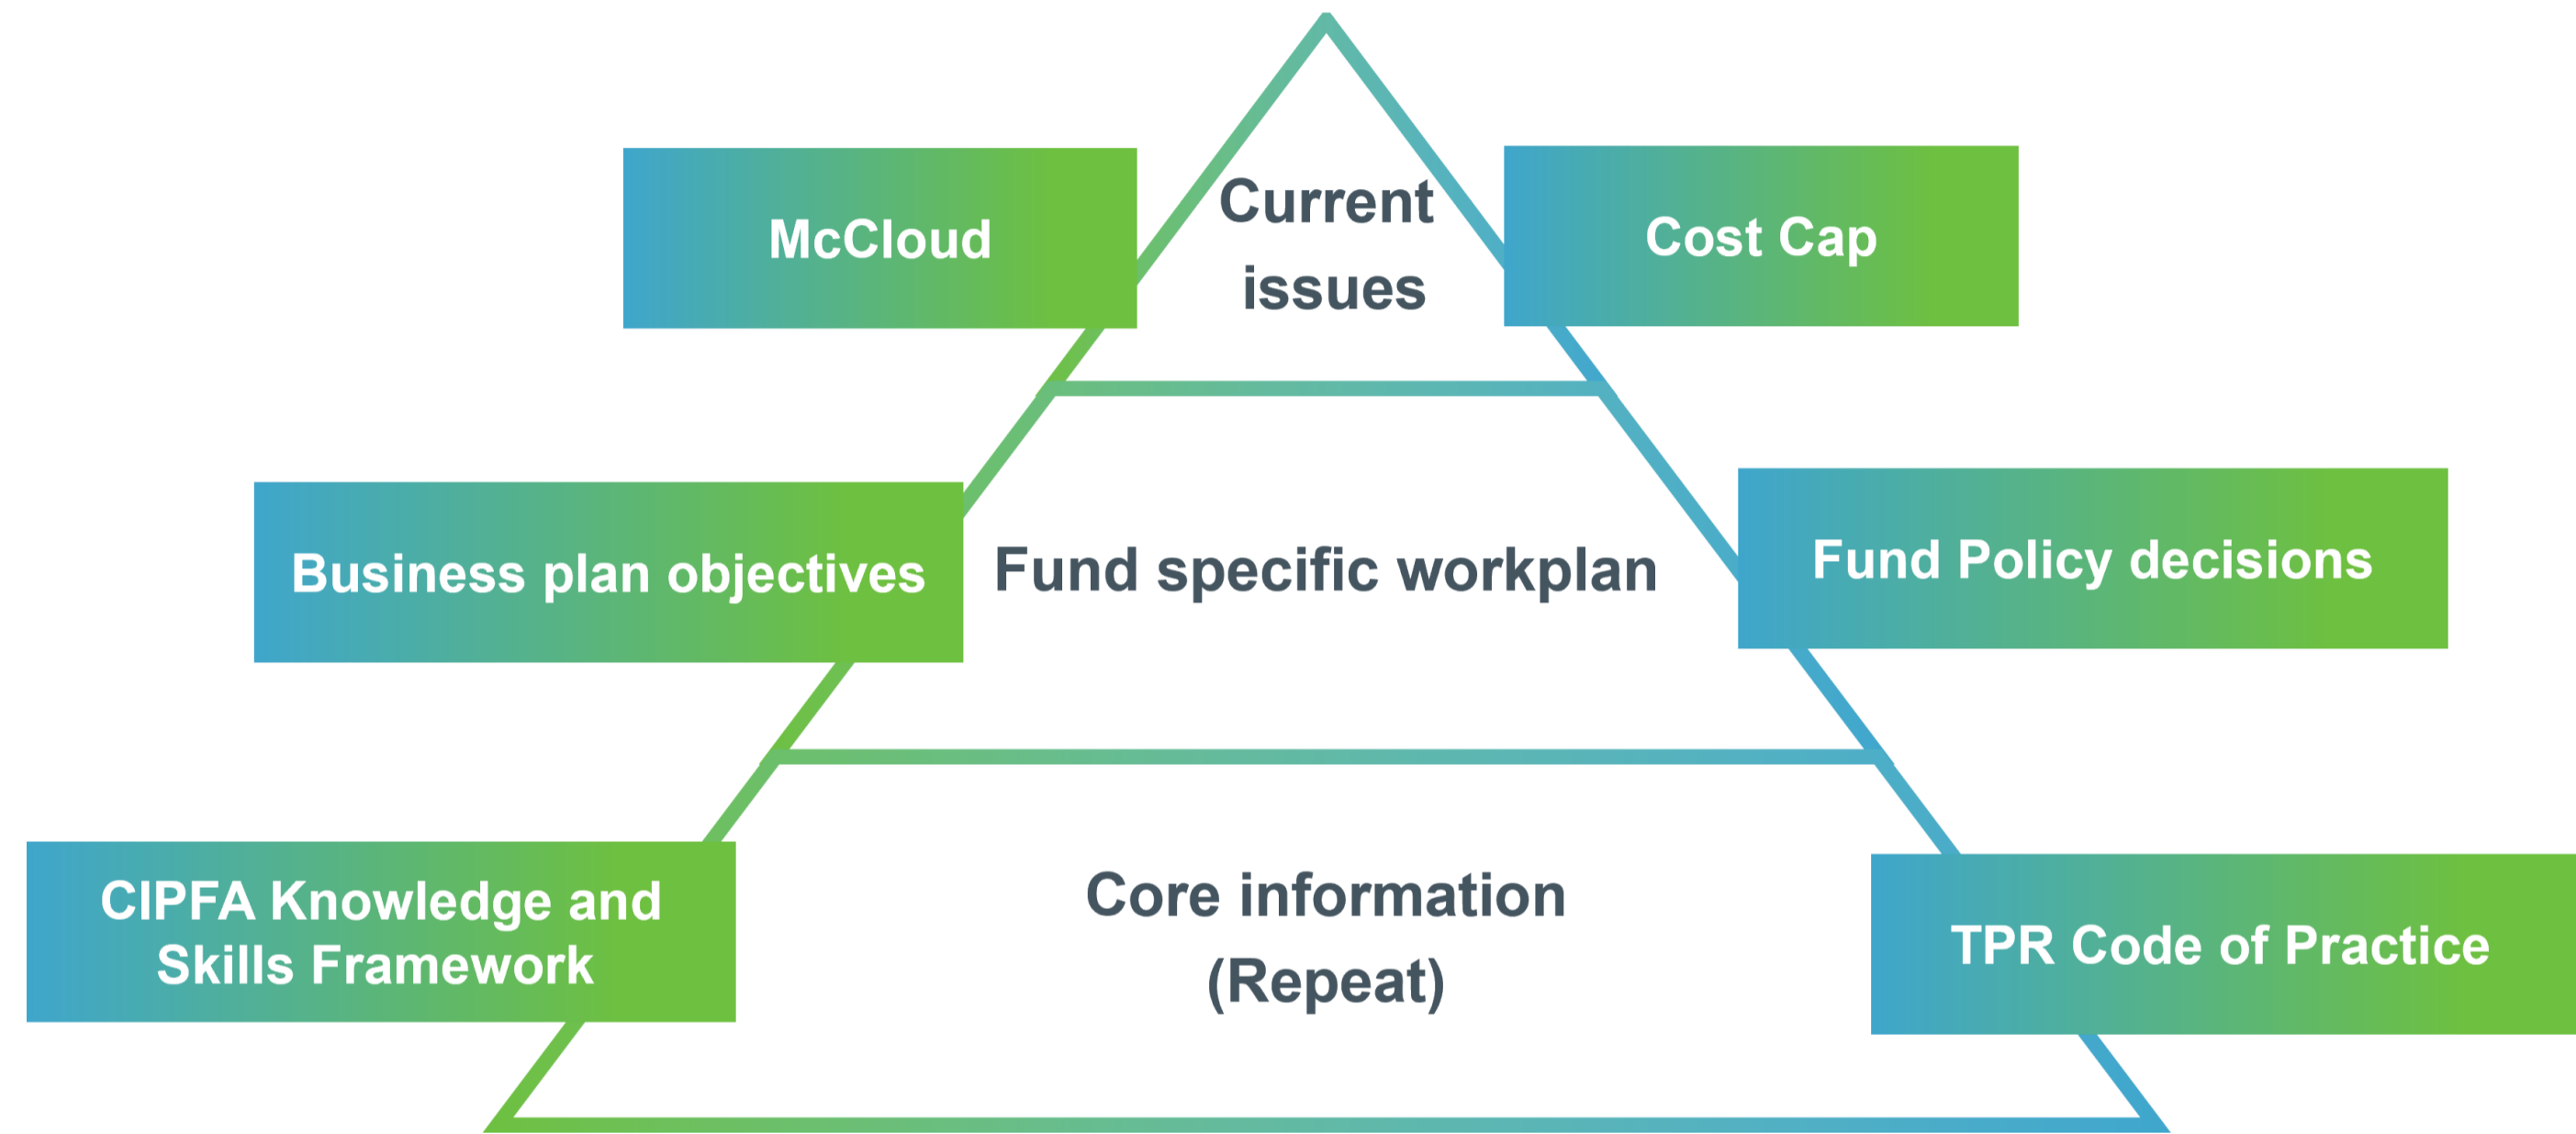 McCloud
Current
issues
Cost Cap
Business plan objectives
Fund specific workplan
Fund Policy decisions
CIPFA Knowledge and
Skills Framework
Core information
(Repeat)
TPR Code of Practice